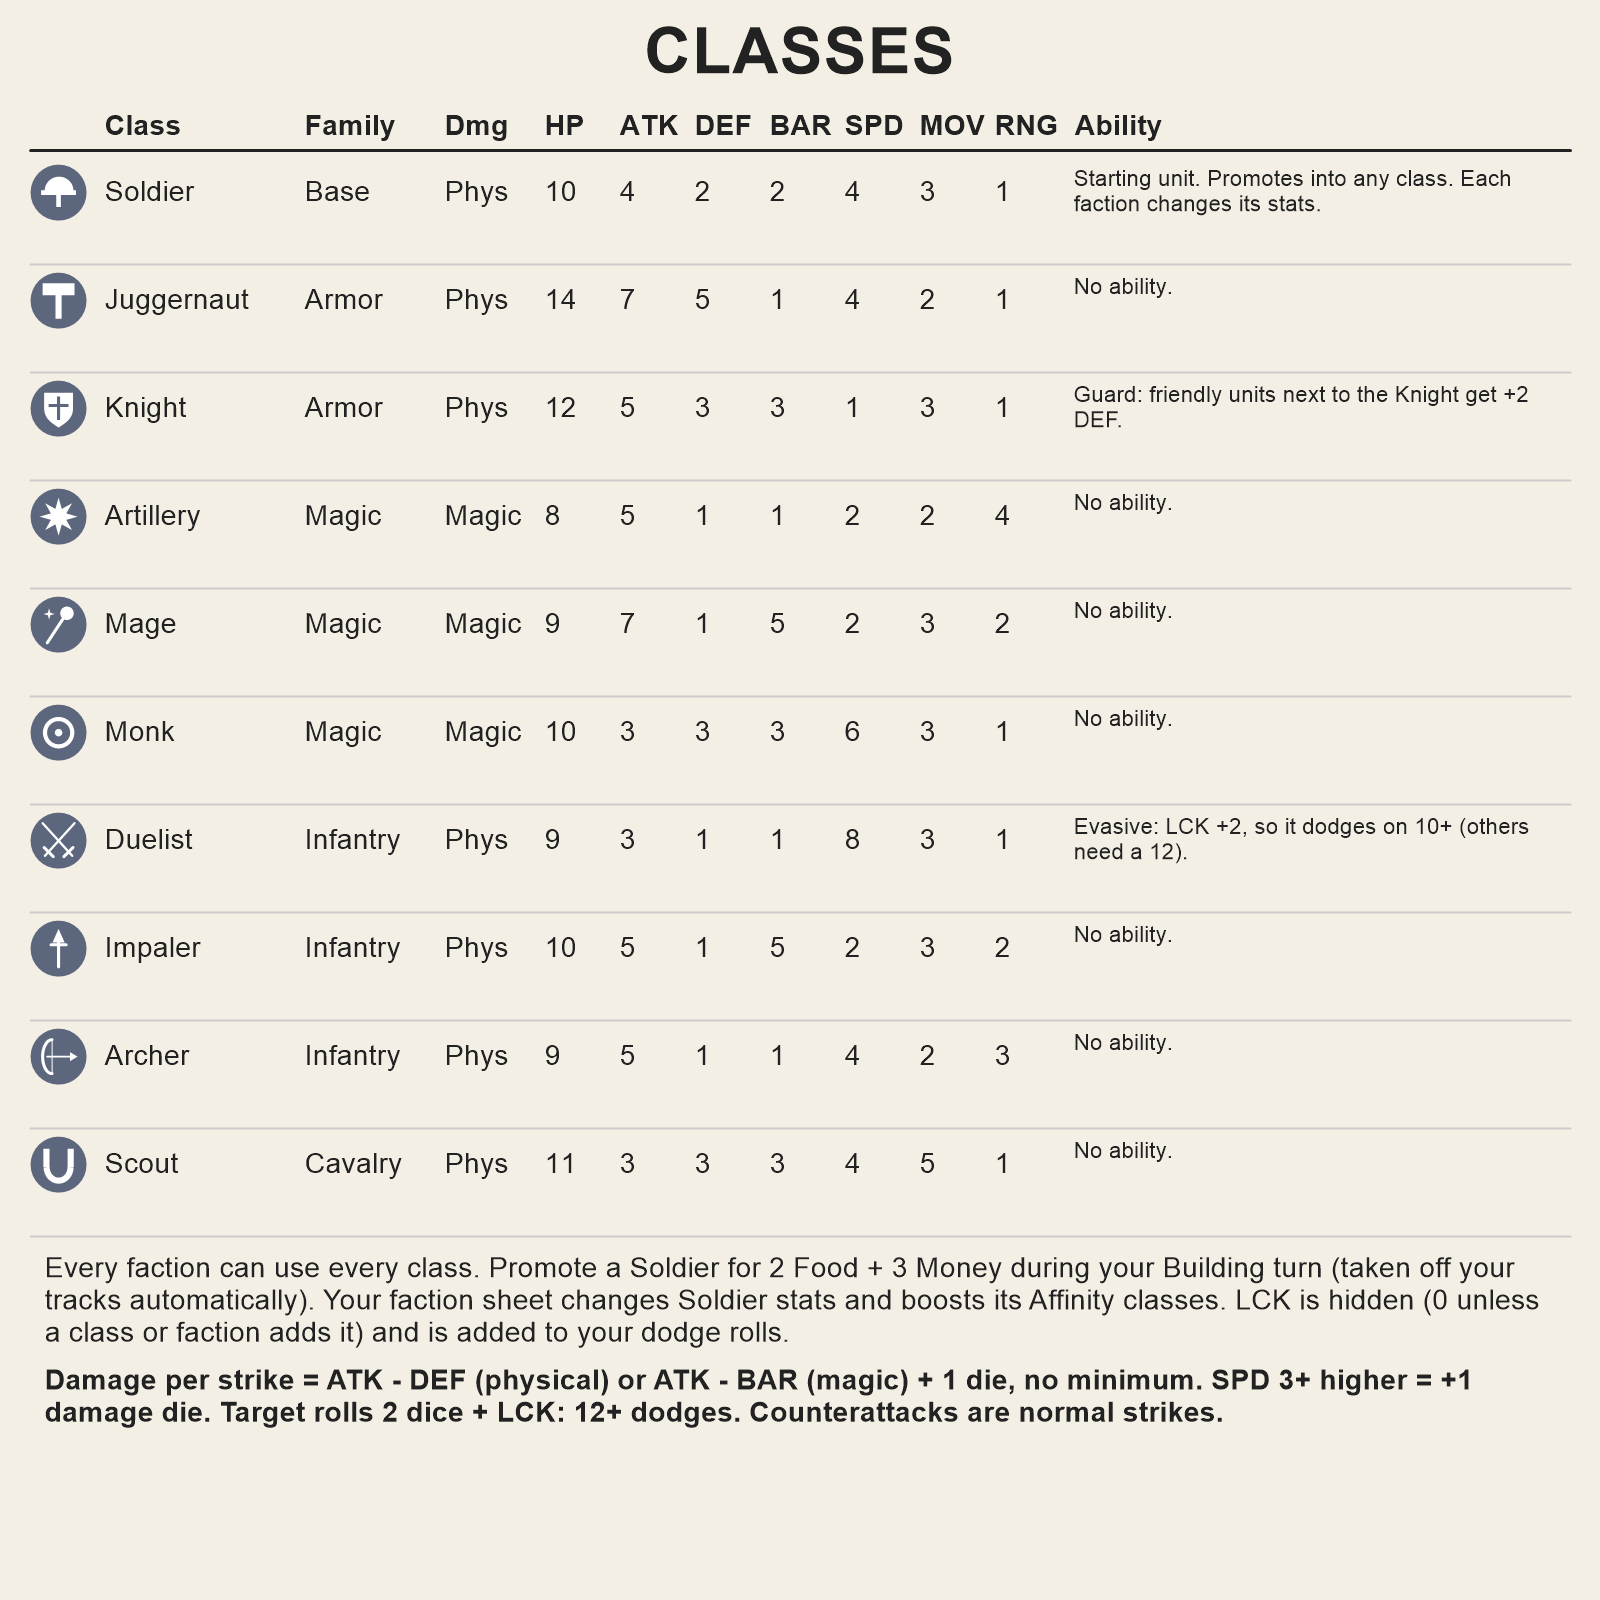 CLASSES
Class Family Dmg HP ATK DEF BAR SPD MOV RNG Ability
Soldier Base Phys 10 4 2 2 4 3 1 Starting unit. Promotes into any class. Each
faction changes its stats.
Juggernaut Armor Phys 14 7 5 1 4 2 1 No ability.
Knight Armor Phys 12 5 3 3 1 3 1 Guard: friendly units next to the Knight get +2
DEF.
Artillery Magic Magic 8 5 1 1 2 2 4 No ability.
Mage Magic Magic 9 7 1 5 2 3 2 No ability.
Monk Magic Magic 10 3 3 3 6 3 1 No ability.
Duelist Infantry Phys 9 3 1 1 8 3 1 Evasive: LCK +2, so it dodges on 10+ (others
need a 12).
Impaler Infantry Phys 10 5 1 5 2 3 2 No ability.
Archer Infantry Phys 9 5 1 1 4 2 3 No ability.
Scout Cavalry Phys 11 3 3 3 4 5 1 No ability.
Every faction can use every class. Promote a Soldier for 2 Food + 3 Money during your Building turn (taken off your
tracks automatically). Your faction sheet changes Soldier stats and boosts its Affinity classes. LCK is hidden (0 unless
a class or faction adds it) and is added to your dodge rolls.
Damage per strike = ATK - DEF (physical) or ATK - BAR (magic) + 1 die, no minimum. SPD 3+ higher = +1
damage die. Target rolls 2 dice + LCK: 12+ dodges. Counterattacks are normal strikes.